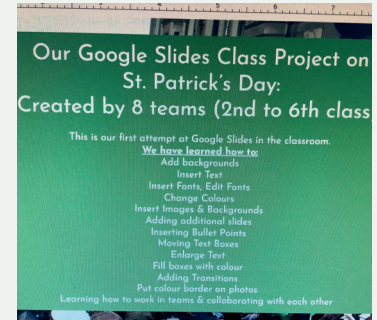 Our Google Slides Class Project on
St. Patrick's Day:
Created by 8 teams (2nd to 6th class
This is our first attempt at Google Slides in the classroom.
We have learned how to:
Add backgrounds
Insert Text
Insert Fonts, Edit Fonts
Change Colours
Insert Images & Backgrounds
Adding additional slides
Inserting Bullet Points
Moving Text Boxes
Enlarge Text
Fill boxes with colour
Adding Transitions
Put colour border on photos
Learning how to work in teams & collaborating with each other